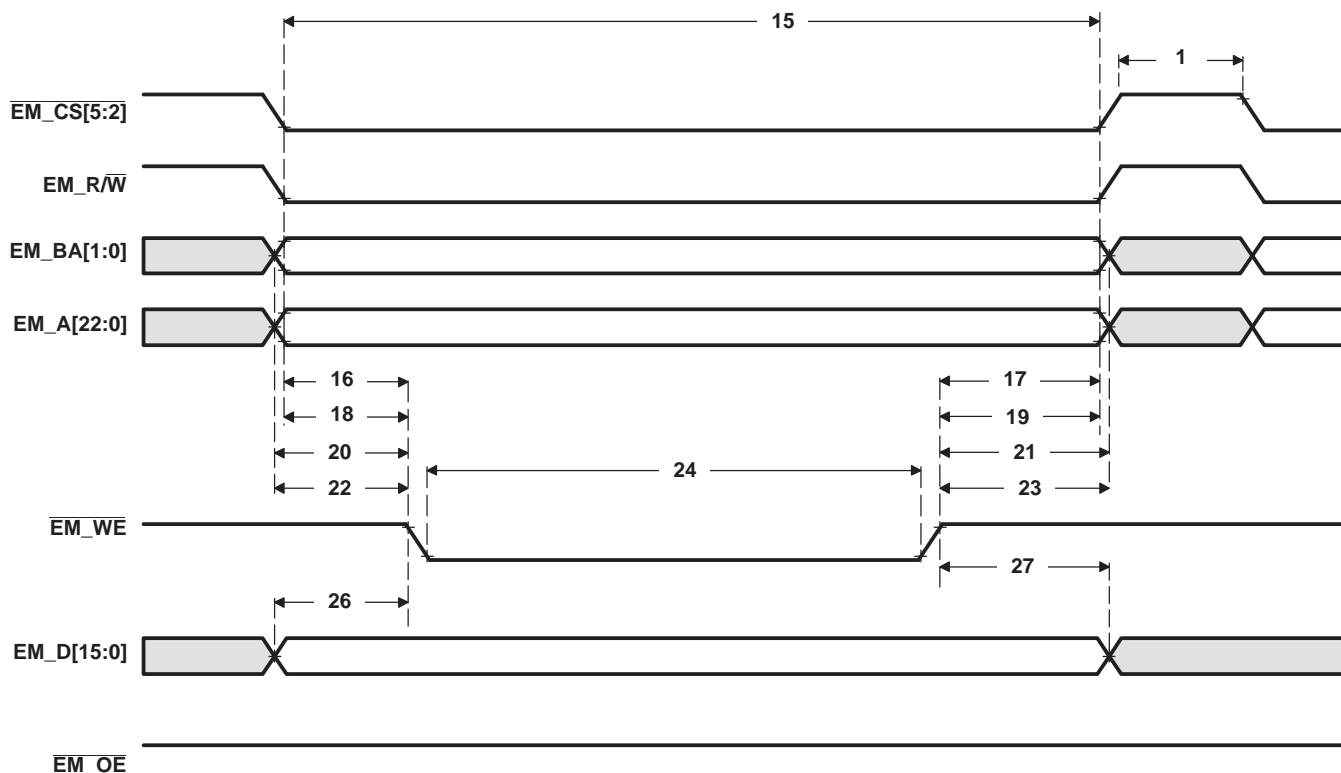 15
1
EM_CS[5:2]
EM_R/W
EM_BA[1:0]
EM_A[22:0]
16
17
18
19
20
21
24
22
23
EM_WE
27
26
EM_D[15:0]
EM_OE